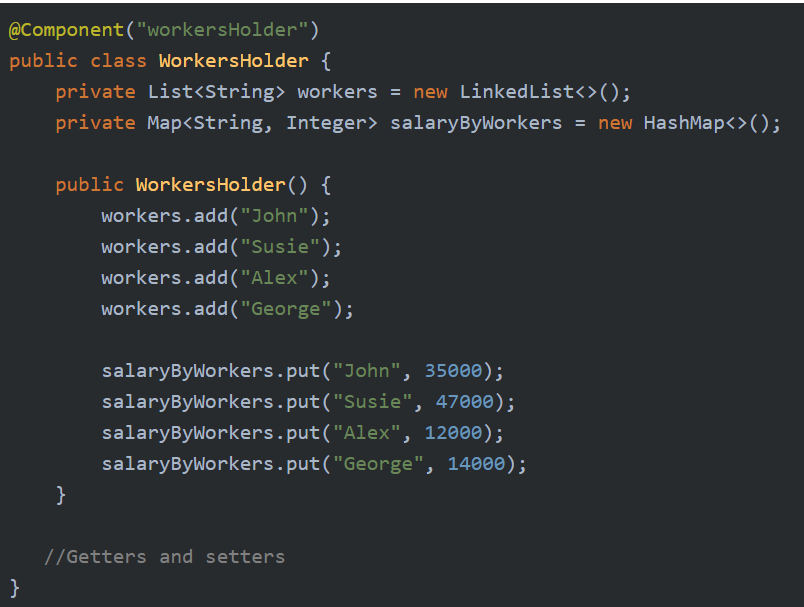 @Component("workersHolder")
public class WorkersHolder {
    private List<String> workers = new LinkedList<>();
    private Map<String, Integer> salaryByWorkers = new HashMap<>();

    public WorkersHolder() {
        workers.add("John");
        workers.add("Susie");
        workers.add("Alex");
        workers.add("George");

        salaryByWorkers.put("John", 35000);
        salaryByWorkers.put("Susie", 47000);
        salaryByWorkers.put("Alex", 12000);
        salaryByWorkers.put("George", 14000);
    }

   //Getters and setters
}